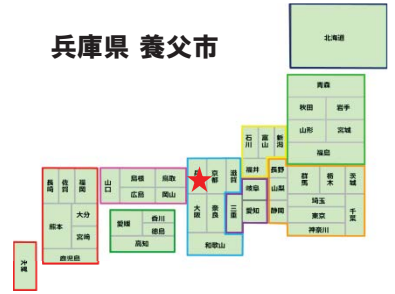 兵庫県 養父市
北海道
青森
秋田 岩手
山形 宮城
福島
石川 富山 新潟
福井 長野 群馬 栃木 茨城
岐阜 山梨 埼玉 千葉
愛知 静岡 東京
神奈川
京都 滋賀
大阪 奈良 三重
和歌山
山口 島根 鳥取
広島 岡山
愛媛 香川
徳島
高知
長崎 佐賀 福岡
熊本 大分
宮崎
鹿児島
沖縄